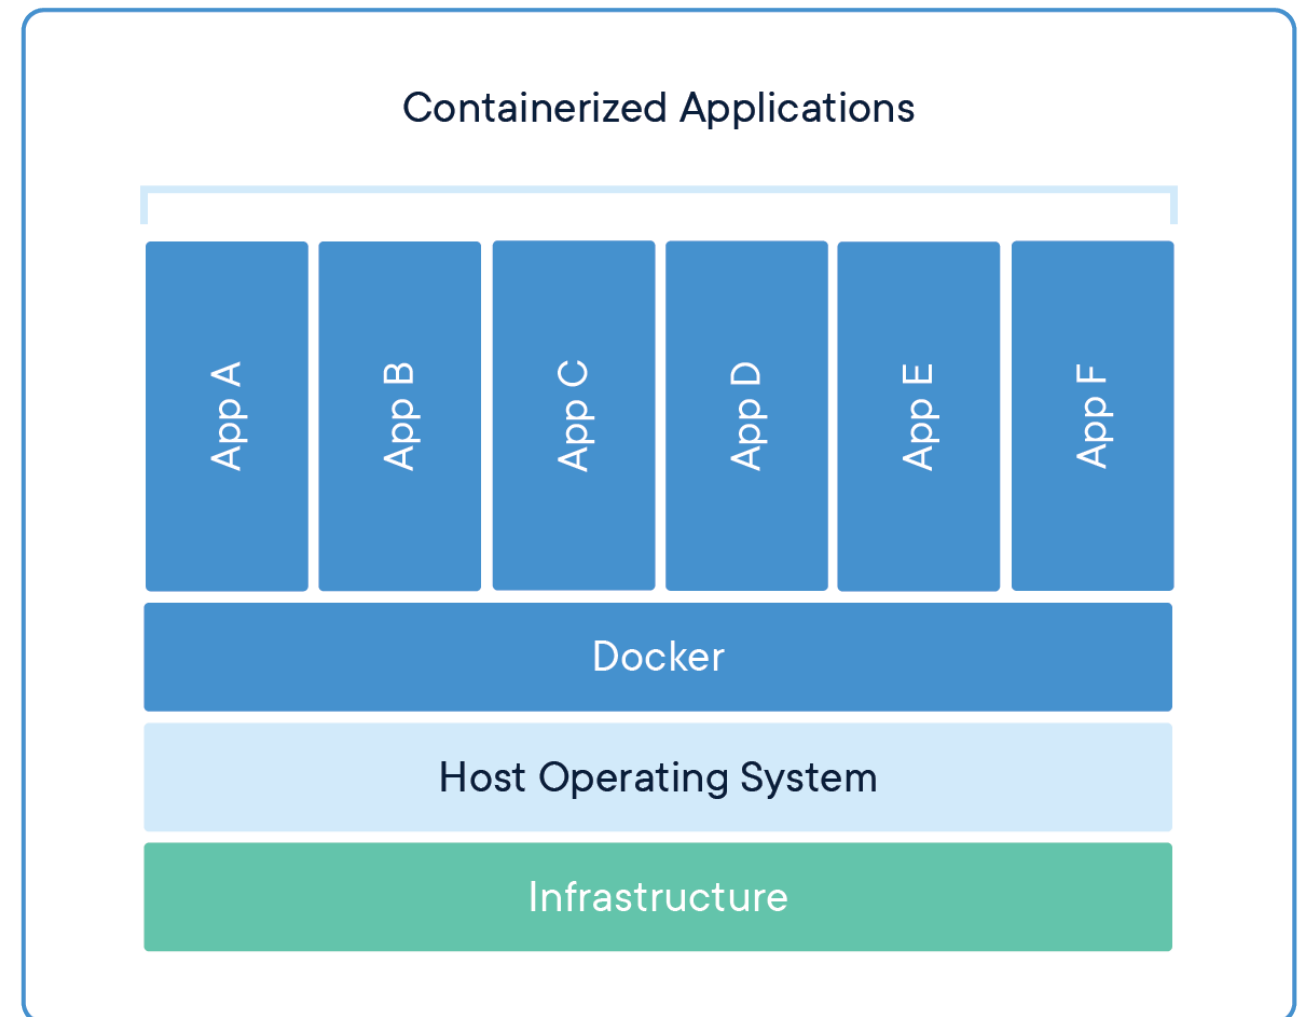 Containerized Applications
App A
App B
App C
App D
App E
App F
Docker
Host Operating System
Infrastructure